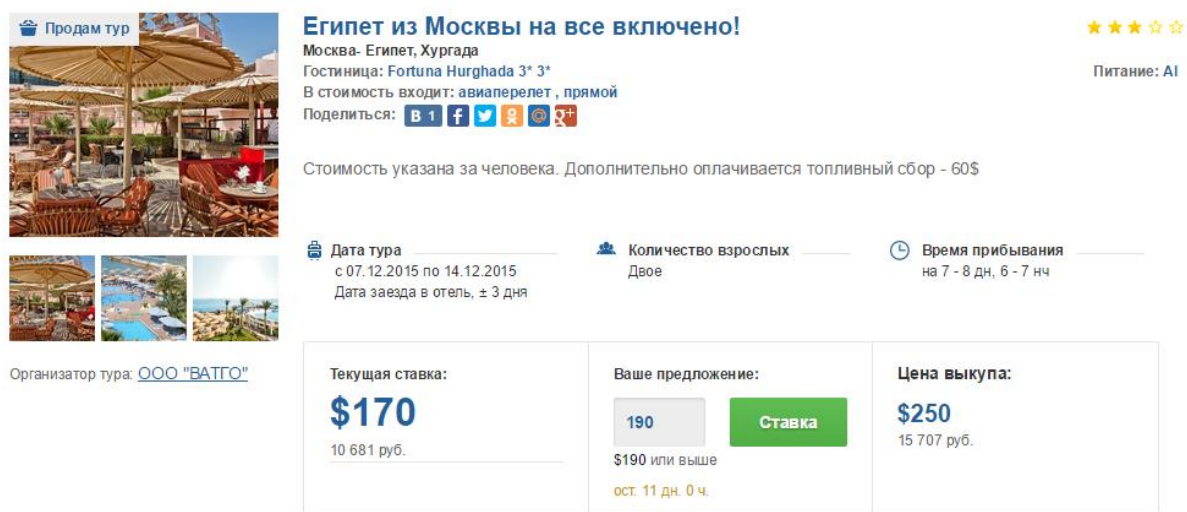 Продам тур
Египет из Москвы на все включено!
Москва- Египет, Хургада
Гостиница: Fortuna Hurghada 3* 3*
Питание: AI
В стоимость входит: авиаперелет , прямой
Поделиться: B 1
Стоимость указана за человека. Дополнительно оплачивается топливный сбор - 60$
Дата тура
с 07.12.2015 по 14.12.2015
Дата заезда в отель, ± 3 дня
Количество взрослых
Двое
Время прибывания
на 7 - 8 дн, 6 - 7 нч
Организатор тура: ООО "ВАТГО"
Текущая ставка:
$170
10 681 руб.
Ваше предложение:
190
Ставка
$190 или выше
ост. 11 дн. 0 ч.
Цена выкупа:
$250
15 707 руб.